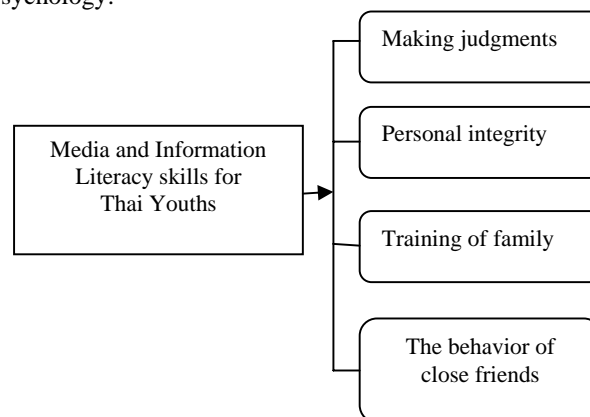 sychology.
Making judgments
Personal integrity
Media and Information
Literacy skills for
Thai Youths
Training of family
The behavior of
close friends